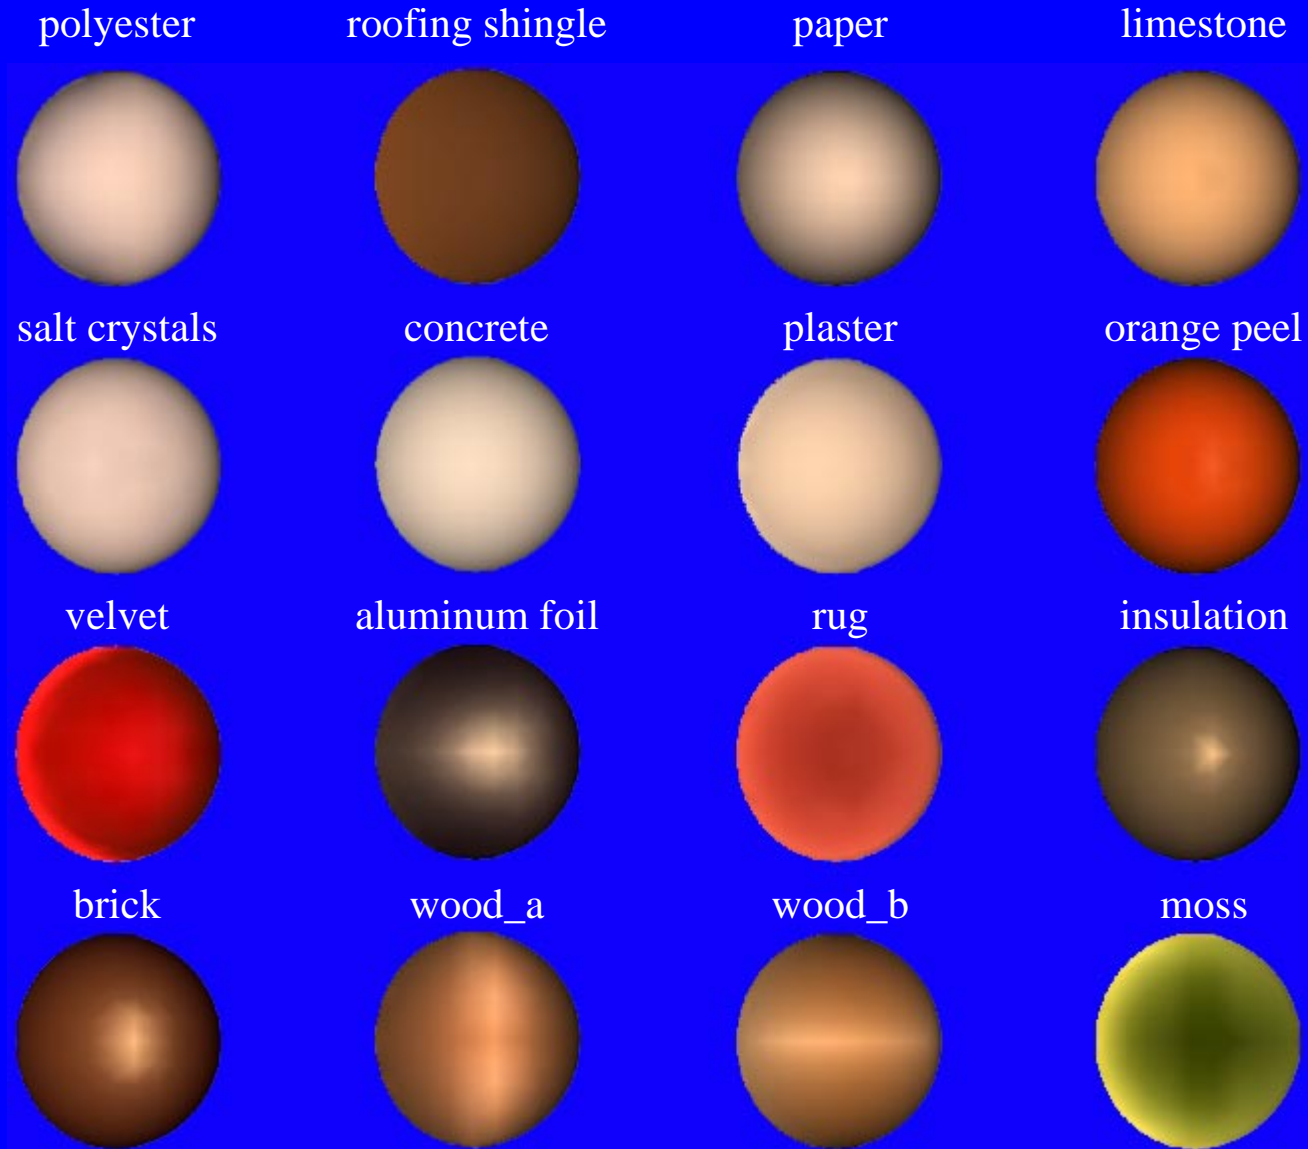 polyester roofing shingle paper limestone
salt crystals concrete plaster orange peel
velvet aluminum foil rug insulation
brick wood_a wood_b moss